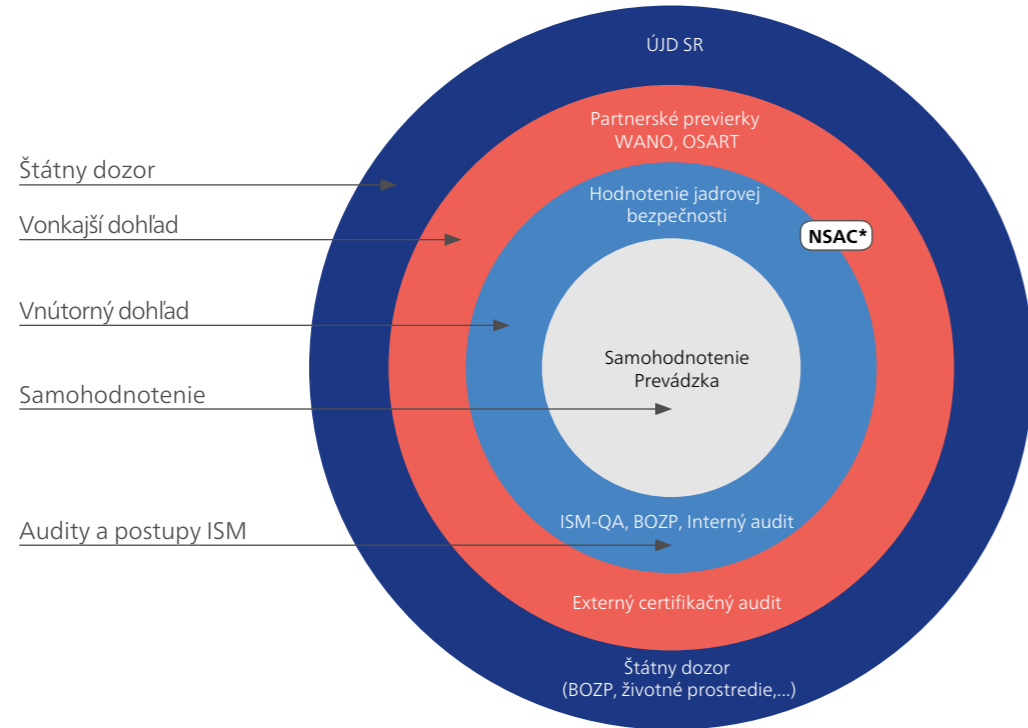 ÚJD SR
Partnerské previerky
WANO, OSART
Štátny dozor
Hodnotenie jadrovej
bezpečnosti
Vonkajší dohľad
NSAC*
Vnútorný dohľad
Samohodnotenie
Prevádzka
Samohodnotenie
ISM-QA, BOZP, Interný audit
Audity a postupy ISM
Externý certifikačný audit
Štátny dozor
(BOZP, životné prostredie,...)